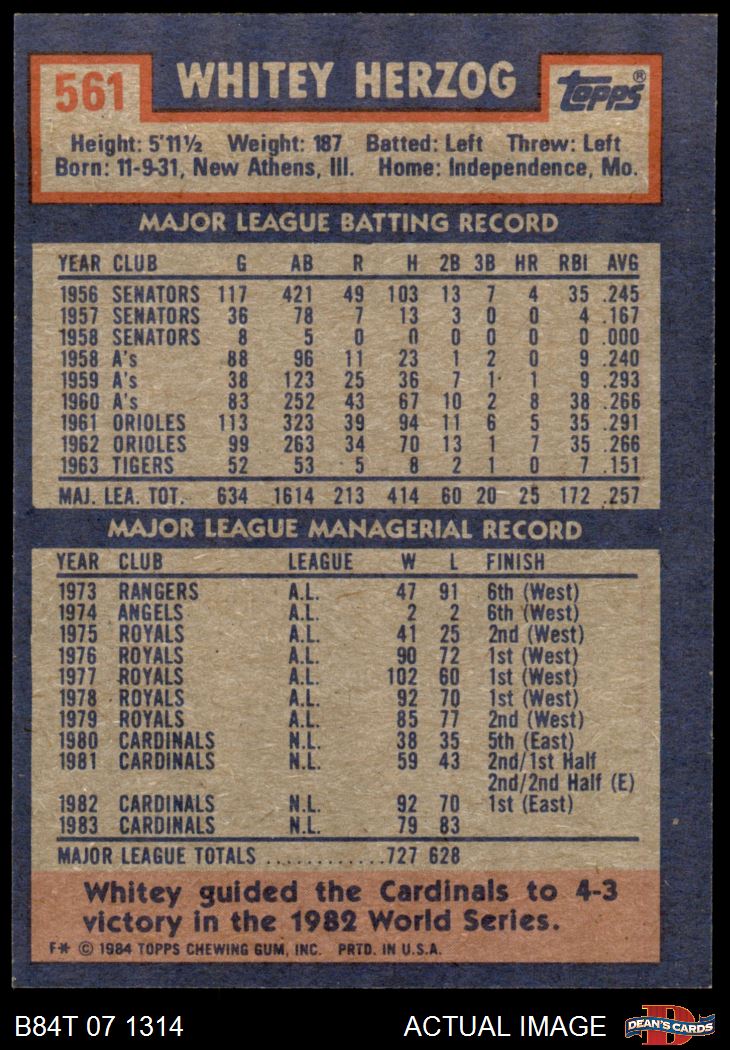 561 WHITEY HERZOG Topps®
Height: 5'11½ Weight: 187 Batted: Left Threw: Left
Born: 11-9-31, New Athens, Ill. Home: Independence, Mo.
MAJOR LEAGUE BATTING RECORD
YEAR CLUB G AB R H 2B 3B HR RBI AVG
1956 SENATORS 117 421 49 103 13 7 4 35 .245
1957 SENATORS 36 78 7 13 3 0 0 4 .167
1958 SENATORS 8 5 0 0 0 0 0 0 .000
1958 A's 88 96 11 23 1 2 0 9 .240
1959 A's 38 123 25 36 7 1 1 9 .293
1960 A's 83 252 43 67 10 2 8 38 .266
1961 ORIOLES 113 323 39 94 11 6 5 35 .291
1962 ORIOLES 99 263 34 70 13 1 7 35 .266
1963 TIGERS 52 53 5 8 2 1 0 7 .151
MAJ. LEA. TOT. 634 1614 213 414 60 20 25 172 .257
MAJOR LEAGUE MANAGERIAL RECORD
YEAR CLUB LEAGUE W L FINISH
1973 RANGERS A.L. 47 91 6th (West)
1974 ANGELS A.L. 2 2 6th (West)
1975 ROYALS A.L. 41 25 2nd (West)
1976 ROYALS A.L. 90 72 1st (West)
1977 ROYALS A.L. 102 60 1st (West)
1978 ROYALS A.L. 92 70 1st (West)
1979 ROYALS A.L. 85 77 2nd (West)
1980 CARDINALS N.L. 38 35 5th (East)
1981 CARDINALS N.L. 59 43 2nd/1st Half
2nd/2nd Half (E)
1982 CARDINALS N.L. 92 70 1st (East)
1983 CARDINALS N.L. 79 83
MAJOR LEAGUE TOTALS ............727 628
Whitey guided the Cardinals to 4-3
victory in the 1982 World Series.
F* © 1984 TOPPS CHEWING GUM, INC. PRTD. IN U.S.A.
B84T 07 1314 ACTUAL IMAGE D DEAN'S CARDS